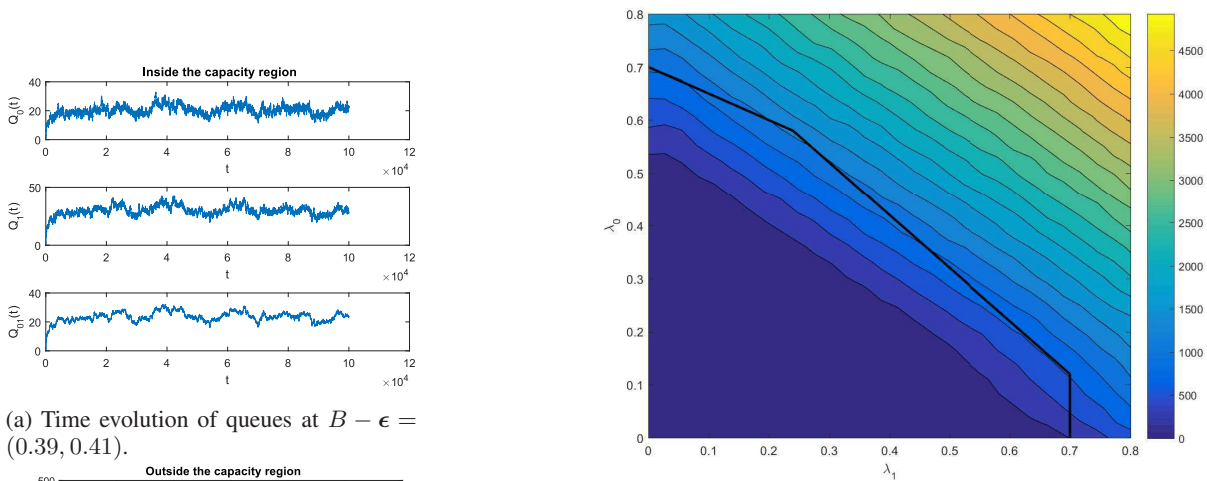 Inside the capacity region
40
20
0
Q0(t)
0 2 4 6 8 10 12
t
×10^4
50
0
Q1(t)
0 2 4 6 8 10 12
t
×10^4
40
20
0
Q01(t)
0 2 4 6 8 10 12
t
×10^4
(a) Time evolution of queues at B − ϵ =
(0.39, 0.41).
Outside the capacity region
500
0.8
0.7
0.6
0.5
0.4
0.3
0.2
0.1
0
λ0
0 0.1 0.2 0.3 0.4 0.5 0.6 0.7 0.8
λ1
4500
4000
3500
3000
2500
2000
1500
1000
500
0